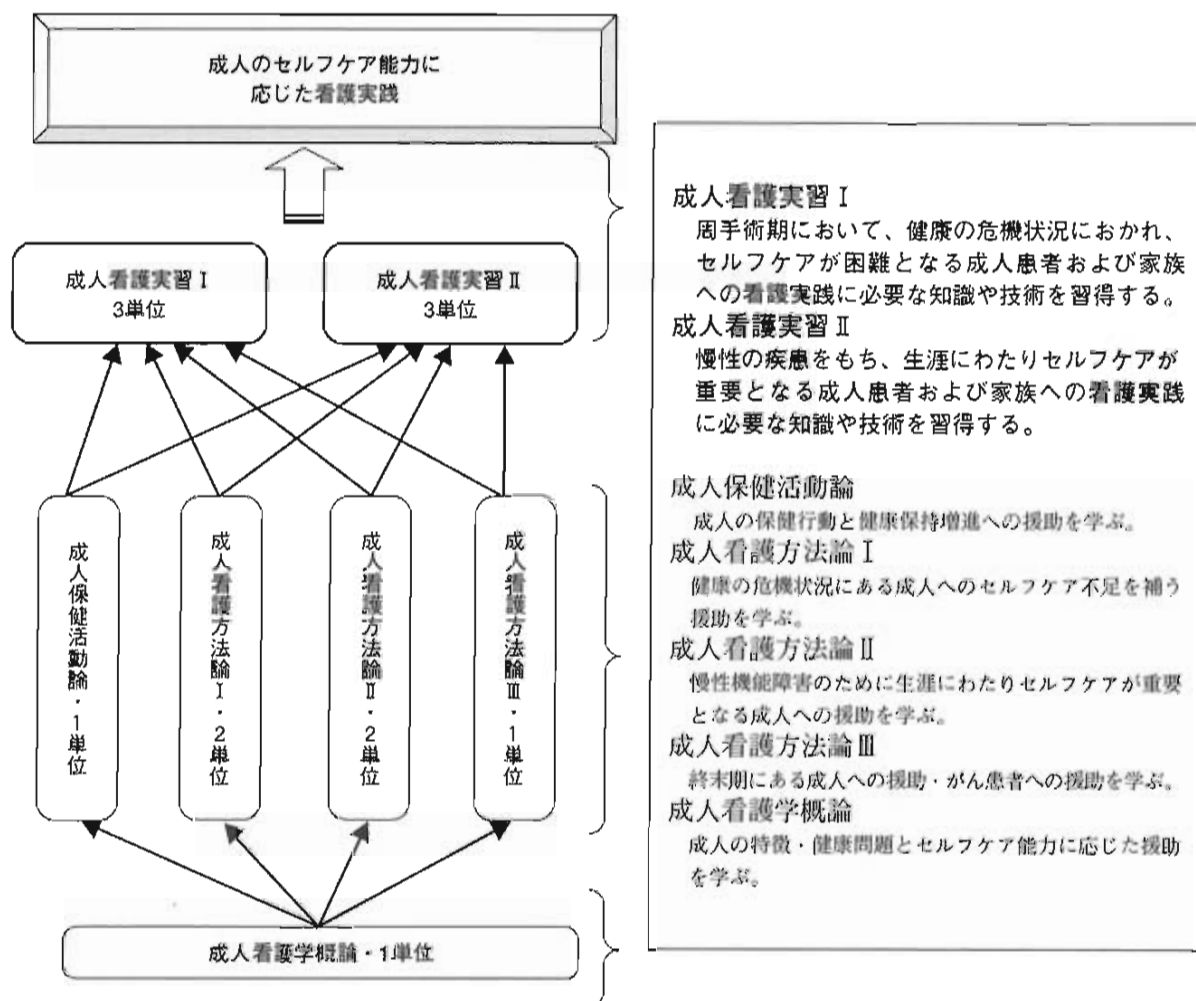 成人のセルフケア能力に
応じた看護実践
成人看護実習Ⅰ
3単位
成人看護実習Ⅱ
3単位
成人保健活動論・1単位
成人看護方法論Ⅰ・2単位
成人看護方法論Ⅱ・2単位
成人看護方法論Ⅲ・1単位
成人看護学概論・1単位
成人看護実習Ⅰ
周手術期において、健康の危機状況におかれ、
セルフケアが困難となる成人患者および家族
への看護実践に必要な知識や技術を習得する。
成人看護実習Ⅱ
慢性の疾患をもち、生涯にわたりセルフケアが
重要となる成人患者および家族への看護実践
に必要な知識や技術を習得する。
成人保健活動論
成人の保健行動と健康保持増進への援助を学ぶ。
成人看護方法論Ⅰ
健康の危機状況にある成人へのセルフケア不足を補う
援助を学ぶ。
成人看護方法論Ⅱ
慢性機能障害のために生涯にわたりセルフケアが重要
となる成人への援助を学ぶ。
成人看護方法論Ⅲ
終末期にある成人への援助・がん患者への援助を学ぶ。
成人看護学概論
成人の特徴・健康問題とセルフケア能力に応じた援助
を学ぶ。